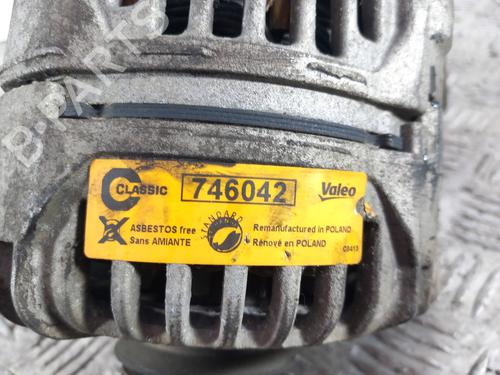 C CLASSIC 746042 Valeo
ASBESTOS free
Sans AMIANTE
STANDARD
Remanufactured in POLAND
Rénové en POLAND
C0413
B-PARTS